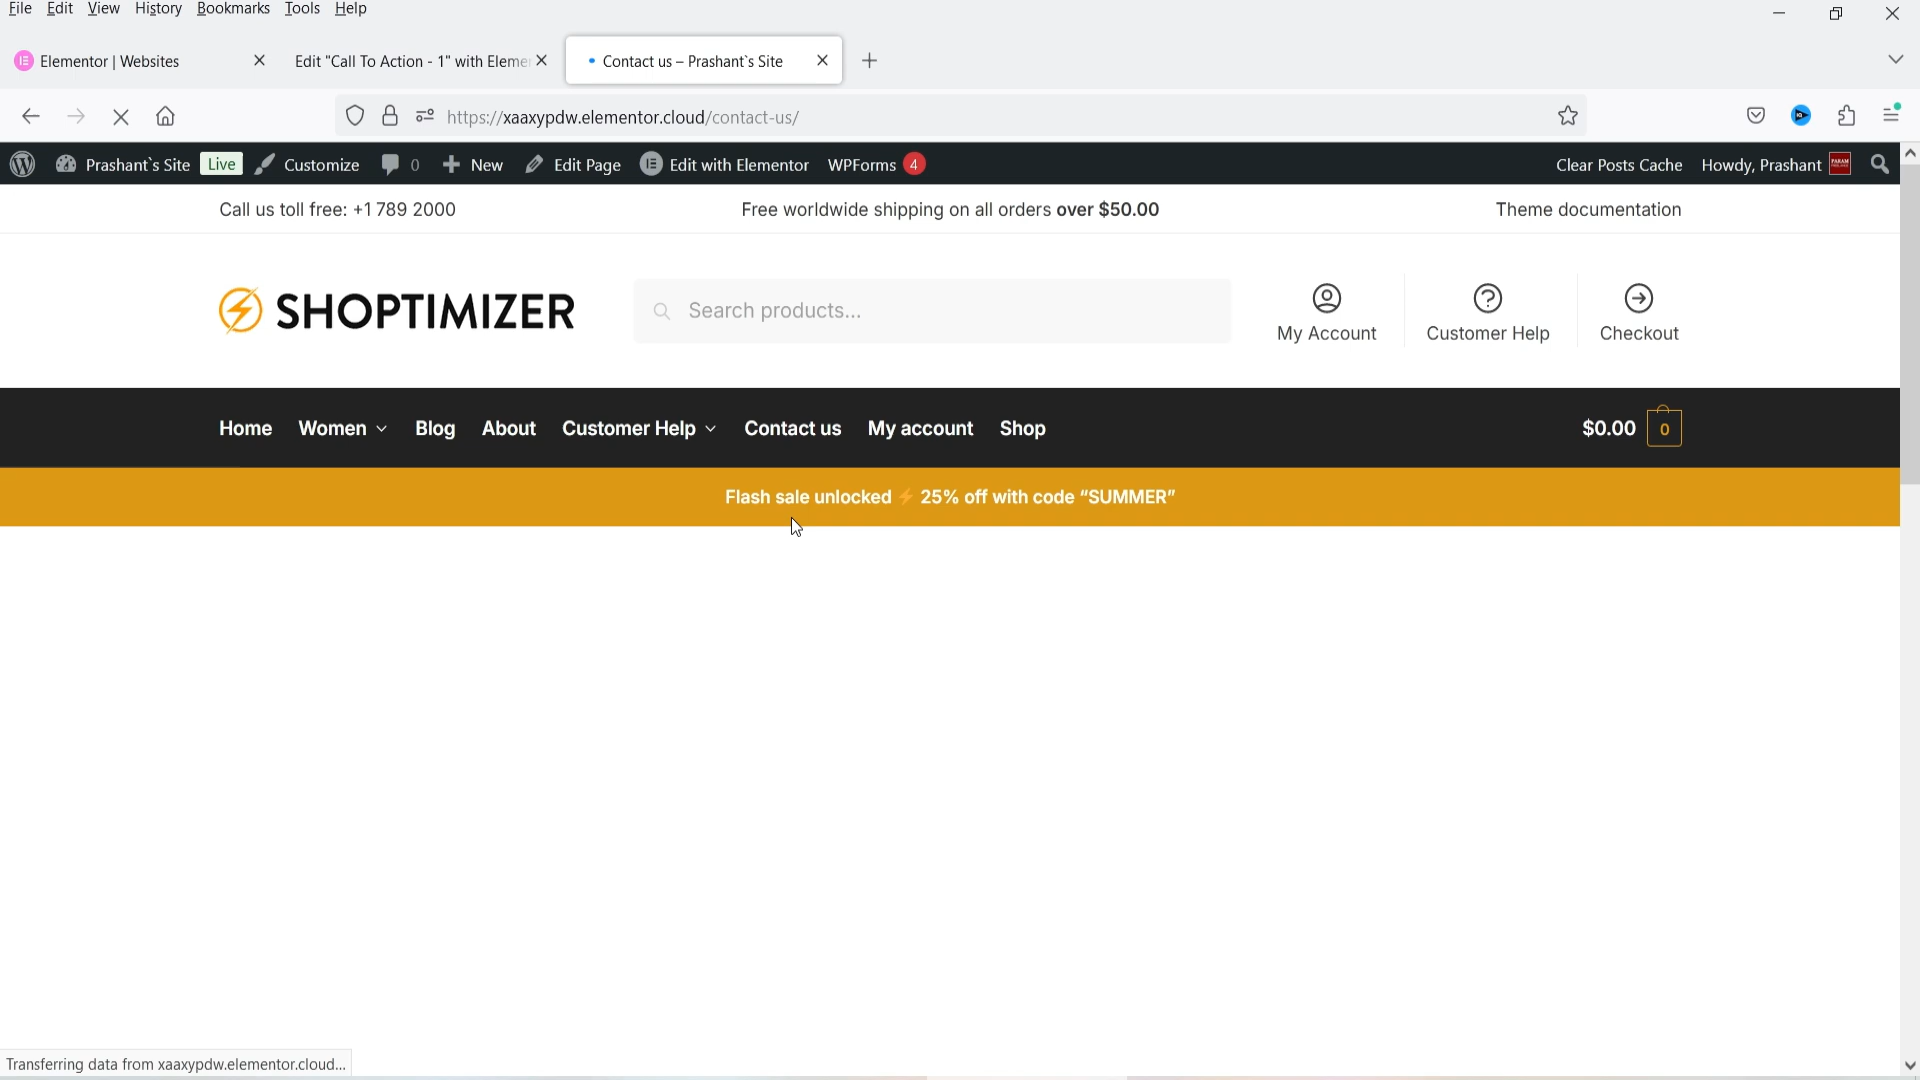 File Edit View History Bookmarks Tools Help
Elementor | Websites
Edit "Call To Action - 1" with Eleme
Contact us – Prashant`s Site
https://xaaxypdw.elementor.cloud/contact-us/
Prashant`s Site Live Customize 0 New Edit Page Edit with Elementor WPForms 4 Clear Posts Cache Howdy, Prashant
Call us toll free: +1 789 2000 Free worldwide shipping on all orders over $50.00 Theme documentation
SHOPTIMIZER
Search products...
My Account Customer Help Checkout
Home Women Blog About Customer Help Contact us My account Shop $0.00 0
Flash sale unlocked ⚡ 25% off with code “SUMMER”
Transferring data from xaaxypdw.elementor.cloud...